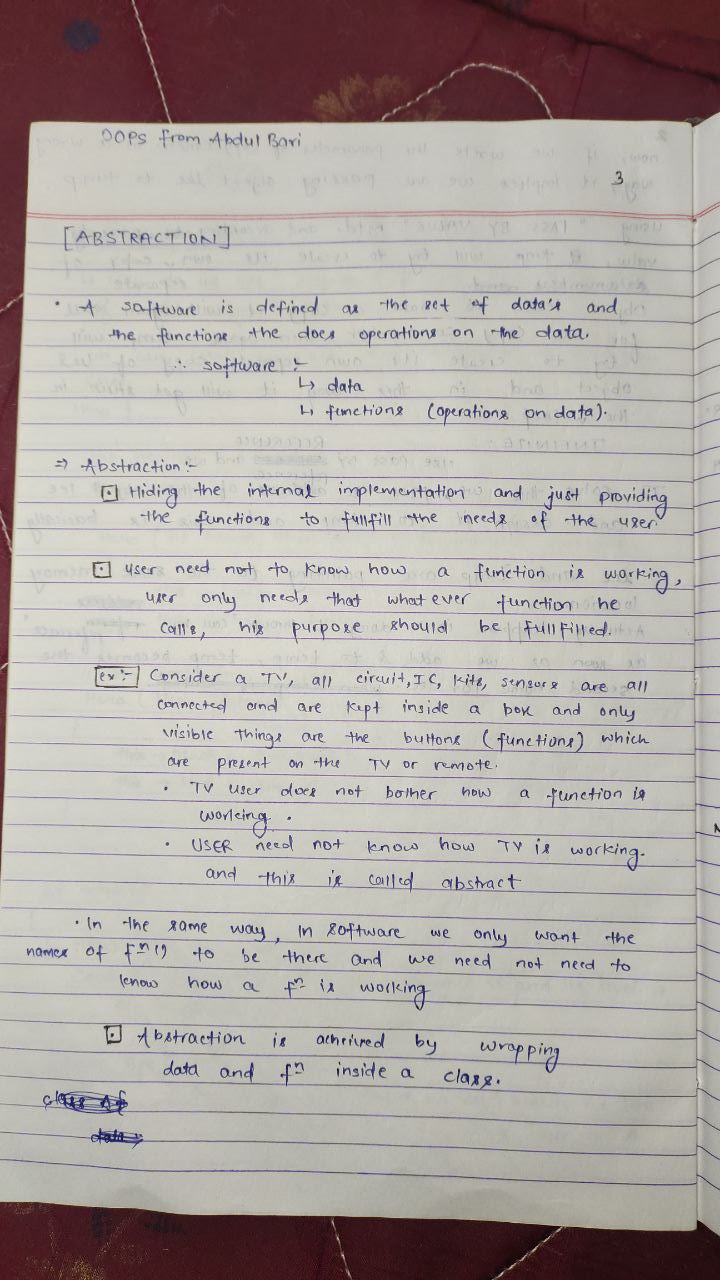 OOPS from Abdul Bari
3
[ABSTRACTION]
• A software is defined as the set of data's and
the functions the does operations on the data.
∴ software :-
↳ data
↳ functions (operations on data).
⇒ Abstraction :-
⊡ Hiding the internal implementation and just providing
the functions to fullfill the needs of the user.
⊡ user need not to know how a function is working,
user only needs that what ever function he
calls, his purpose should be fullfilled.
ex :- Consider a TV, all circuit, IC, kits, sensors are all
connected and are kept inside a box and only
visible things are the buttons (functions) which
are present on the TV or remote.
• TV user does not bother how a function is
working.
• USER need not know how TV is working.
and this is called abstract
• In the same way, In software we only want the
names of fⁿ() to be there and we need not need to
know how a fⁿ is working
⊡ Abstraction is acheived by wrapping
data and fⁿ inside a class.